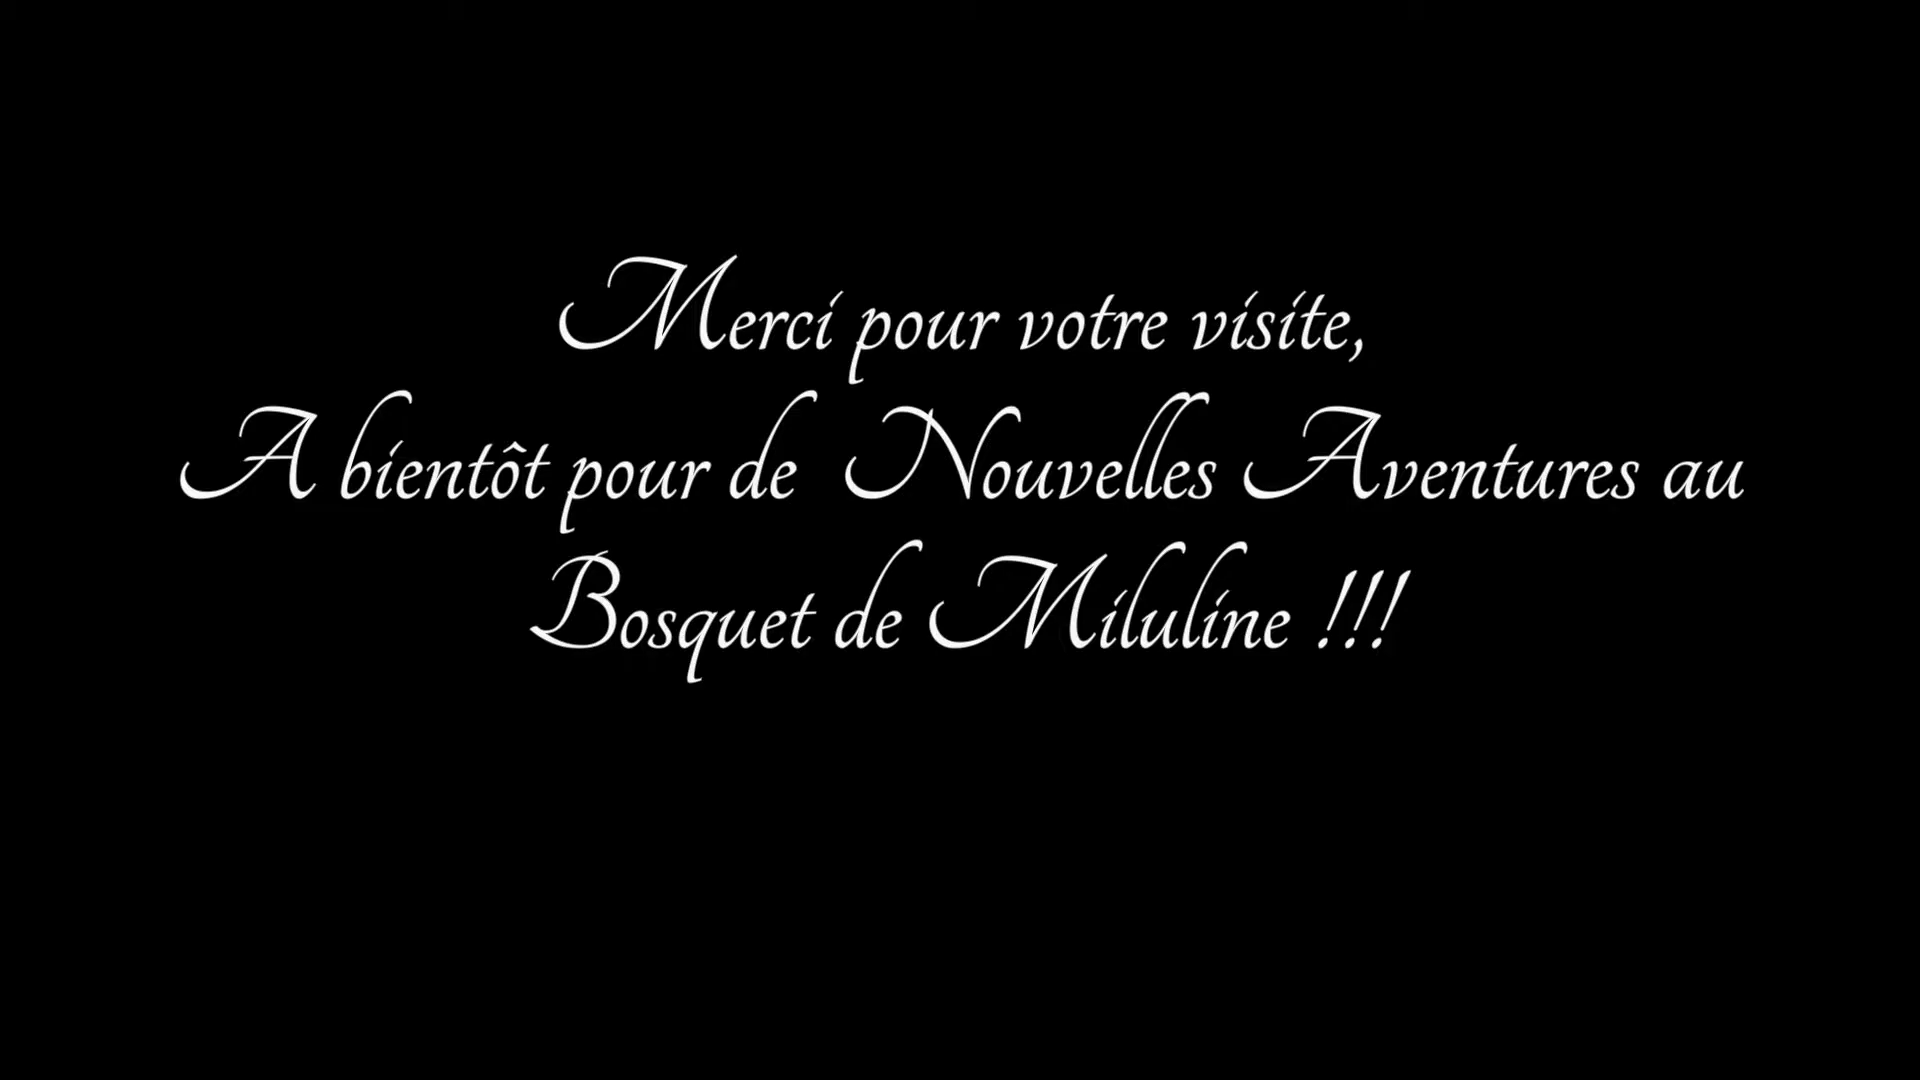 Merci pour votre visite,
A bientôt pour de Nouvelles Aventures au
Bosquet de Miluline !!!